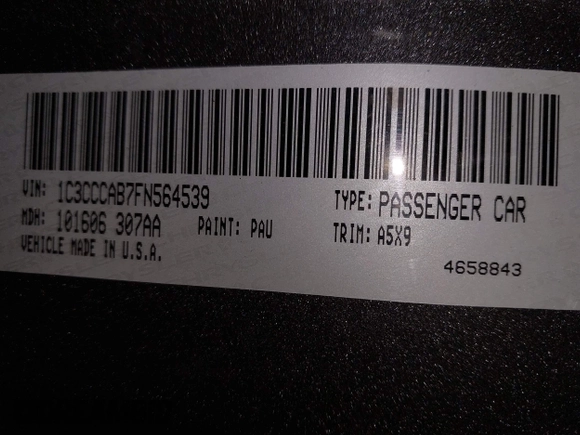 VIN: 1C3CCCAB7FN564539 TYPE: PASSENGER CAR
MDH: 101606 307AA PAINT: PAU TRIM: A5X9
VEHICLE MADE IN U.S.A. 4658843